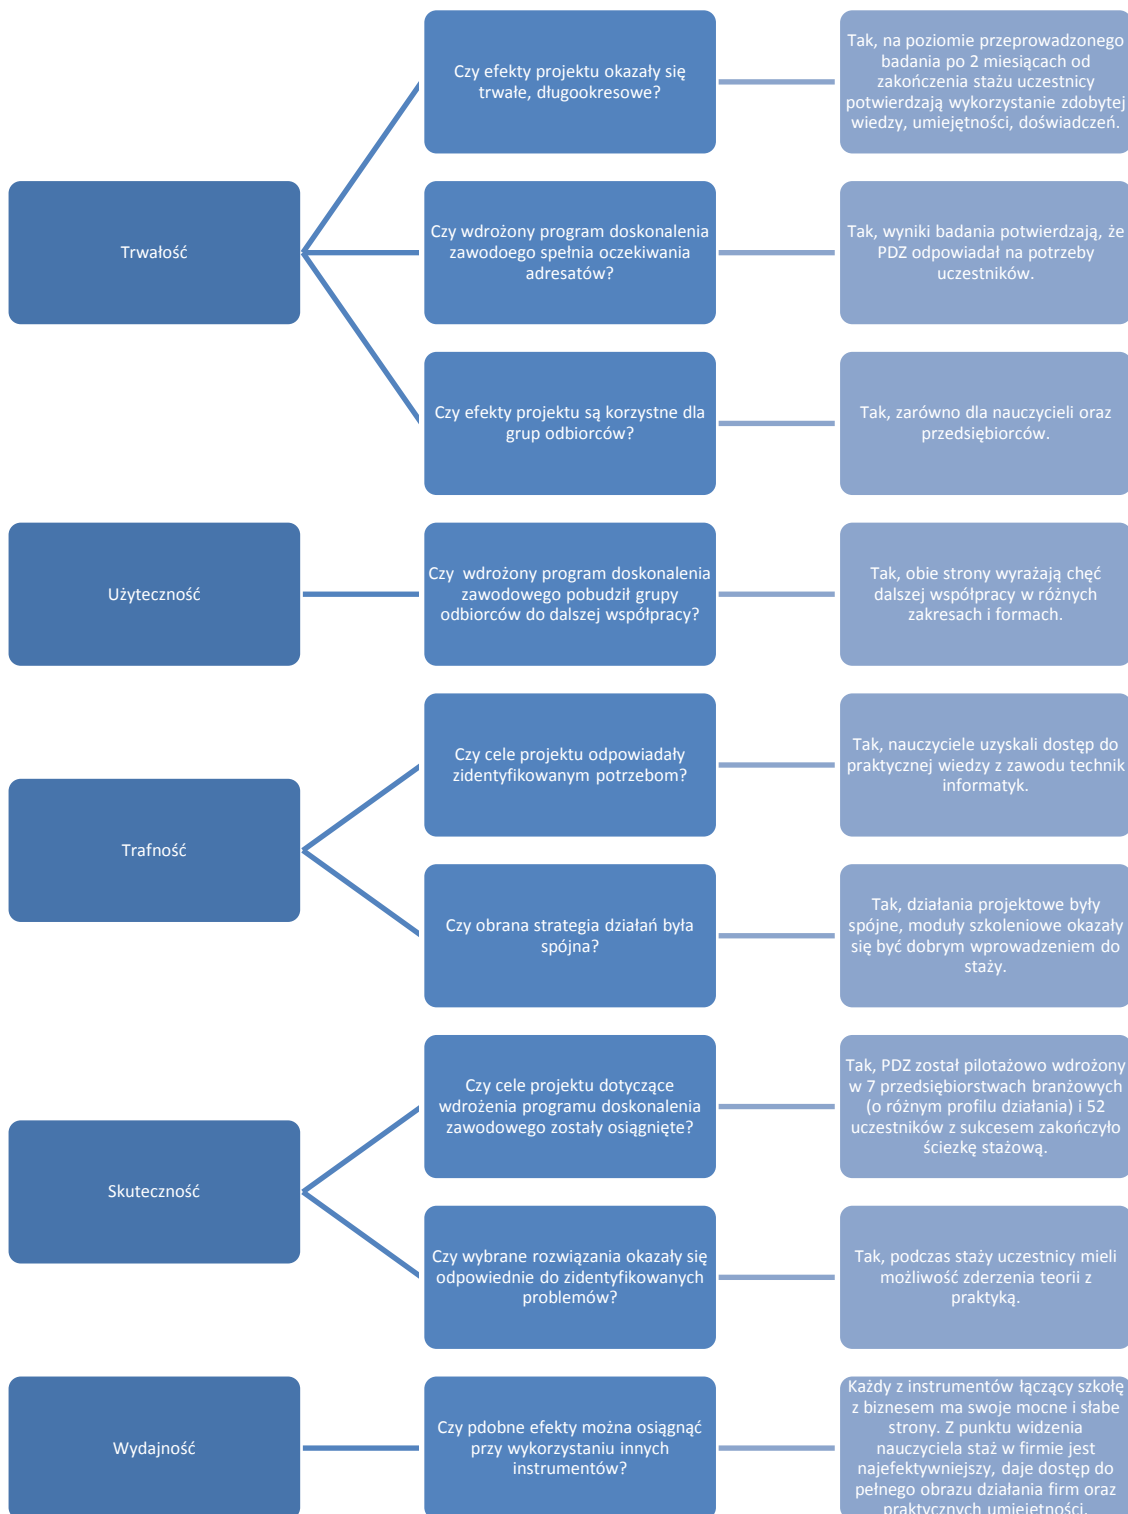 Trwałość
Czy efekty projektu okazały się
trwałe, długookresowe?
Tak, na poziomie przeprowadzonego
badania po 2 miesiącach od
zakończenia stażu uczestnicy
potwierdzają wykorzystanie zdobytej
wiedzy, umiejętności, doświadczeń.
Czy wdrożony program doskonalenia
zawodoego spełnia oczekiwania
adresatów?
Tak, wyniki badania potwierdzają, że
PDZ odpowiadał na potrzeby
uczestników.
Czy efekty projektu są korzystne dla
grup odbiorców?
Tak, zarówno dla nauczycieli oraz
przedsiębiorców.
Użyteczność
Czy  wdrożony program doskonalenia
zawodowego pobudził grupy
odbiorców do dalszej współpracy?
Tak, obie strony wyrażają chęć
dalszej współpracy w różnych
zakresach i formach.
Trafność
Czy cele projektu odpowiadały
zidentyfikowanym potrzebom?
Tak, nauczyciele uzyskali dostęp do
praktycznej wiedzy z zawodu technik
informatyk.
Czy obrana strategia działań była
spójna?
Tak, działania projektowe były
spójne, moduły szkoleniowe okazały
się być dobrym wprowadzeniem do
staży.
Skuteczność
Czy cele projektu dotyczące
wdrożenia programu doskonalenia
zawodowego zostały osiągnięte?
Tak, PDZ został pilotażowo wdrożony
w 7 przedsiębiorstwach branżowych
(o różnym profilu działania) i 52
uczestników z sukcesem zakończyło
ściezkę stażową.
Czy wybrane rozwiązania okazały się
odpowiednie do zidentyfikowanych
problemów?
Tak, podczas staży uczestnicy mieli
możliwość zderzenia teorii z
praktyką.
Wydajność
Czy pdobne efekty można osiągnąć
przy wykorzystaniu innych
instrumentów?
Każdy z instrumentów łączący szkołę
z biznesem ma swoje mocne i słabe
strony. Z punktu widzenia
nauczyciela staż w firmie jest
najefektywniejszy, daje dostęp do
pełnego obrazu działania firm oraz
praktycznych umiejętności.